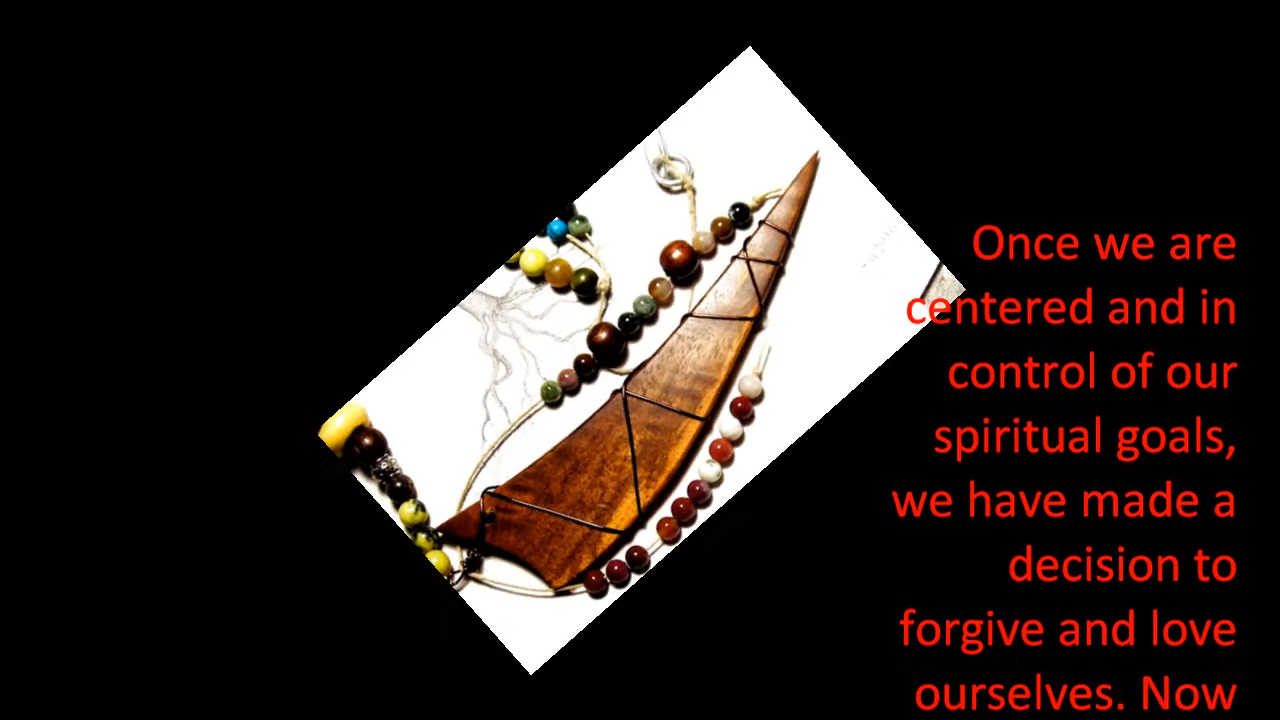 Once we are
centered and in
control of our
spiritual goals,
we have made a
decision to
forgive and love
ourselves. Now